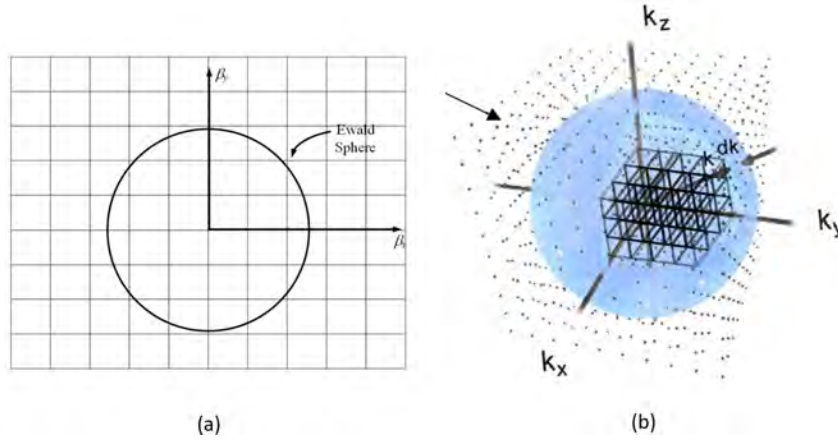 βy
Ewald
Sphere
βx
(a)
kz
k dk
ky
kx
(b)